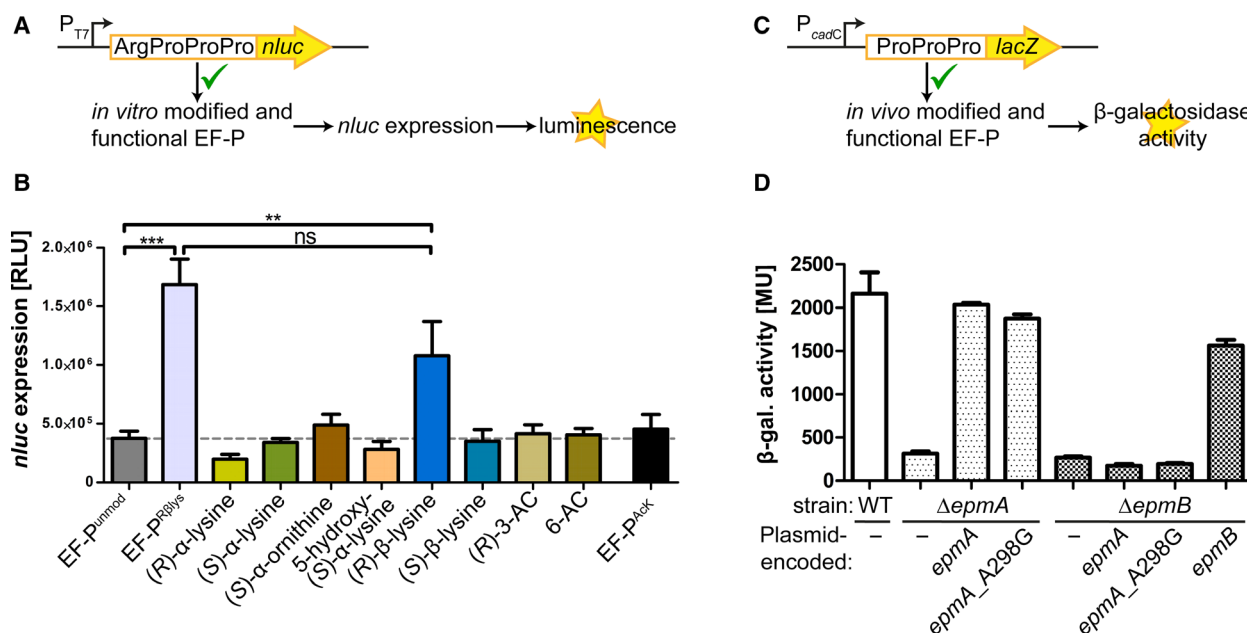 A
P T7
ArgProProPro nluc
in vitro modified and
functional EF-P
nluc expression
luminescence
B
nluc expression [RLU]
2.0×10⁶
1.5×10⁶
1.0×10⁶
5.0×10⁵
0
**
***
ns
EF-Pᵘⁿᵐᵒᵈ
EF-Pᴿᵝˡʸˢ
(R)-α-lysine
(S)-α-lysine
(S)-α-ornithine
5-hydroxy-
(S)-α-lysine
(R)-β-lysine
(S)-β-lysine
(R)-3-AC
6-AC
EF-Pᴬᶜᴷ
C
P cadC
ProProPro lacZ
in vivo modified and
functional EF-P
β-galactosidase
activity
D
β-gal. activity [MU]
2500
2000
1500
1000
500
0
strain: WT ΔepmA ΔepmB
Plasmid-
encoded:
– – epmA epmA_A298G – epmA epmA_A298G epmB